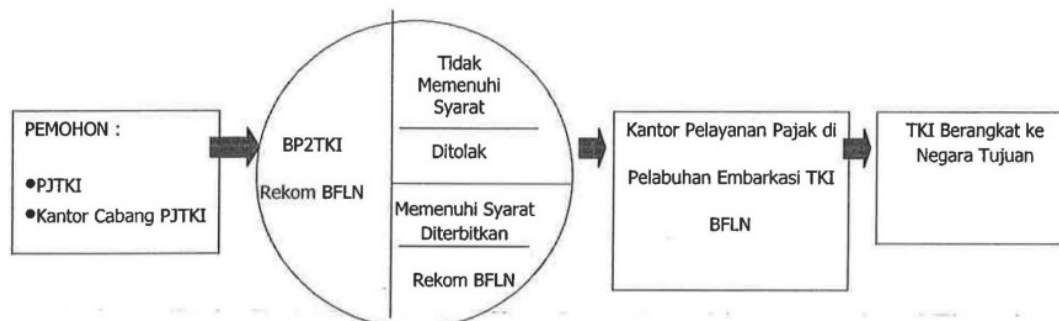 PEMOHON :
●PJTKI
●Kantor Cabang PJTKI
BP2TKI
Rekom BFLN
Tidak
Memenuhi
Syarat
Ditolak
Memenuhi Syarat
Diterbitkan
Rekom BFLN
Kantor Pelayanan Pajak di
Pelabuhan Embarkasi TKI
BFLN
TKI Berangkat ke
Negara Tujuan